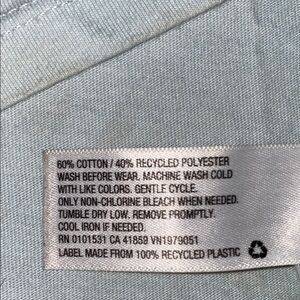 60% COTTON / 40% RECYCLED POLYESTER
WASH BEFORE WEAR. MACHINE WASH COLD
WITH LIKE COLORS. GENTLE CYCLE.
ONLY NON-CHLORINE BLEACH WHEN NEEDED.
TUMBLE DRY LOW. REMOVE PROMPTLY.
COOL IRON IF NEEDED.
RN 0101531 CA 41859 VN1979051
LABEL MADE FROM 100% RECYCLED PLASTIC